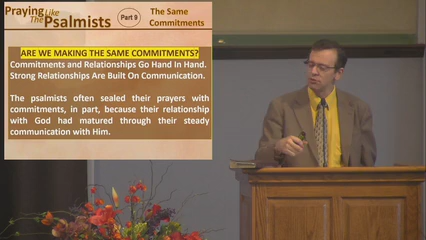 Praying Like
The Psalmists
Part 9
The Same
Commitments
ARE WE MAKING THE SAME COMMITMENTS?
Commitments and Relationships Go Hand In Hand.
Strong Relationships Are Built On Communication.
The psalmists often sealed their prayers with
commitments, in part, because their relationship
with God had matured through their steady
communication with Him.